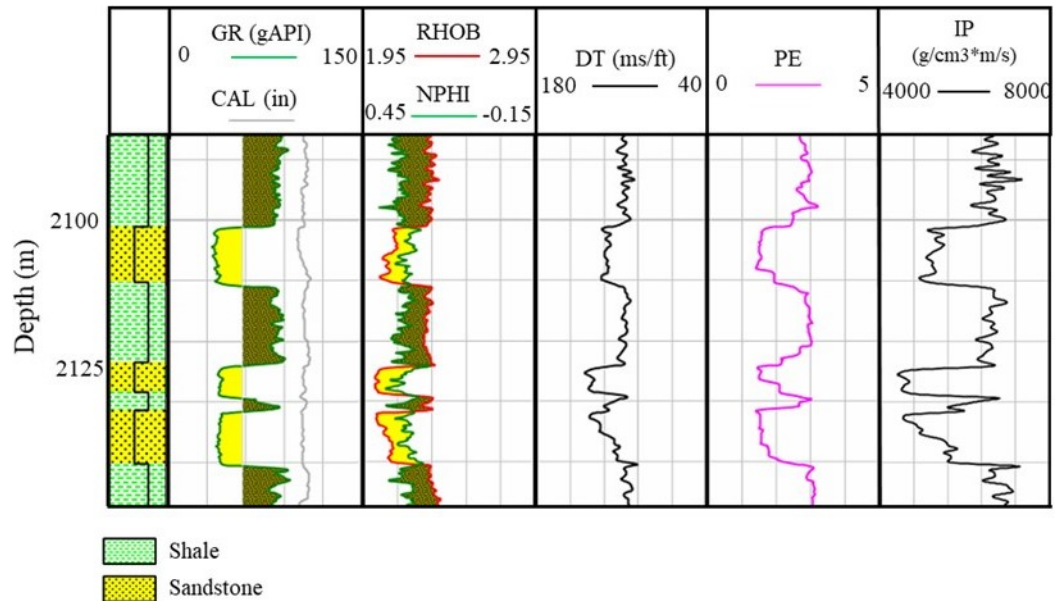 GR (gAPI)
0 150
CAL (in)
RHOB
1.95 2.95
NPHI
0.45 -0.15
DT (ms/ft)
180 40
PE
0 5
IP
(g/cm3*m/s)
4000 8000
Depth (m)
2100
2125
Shale
Sandstone